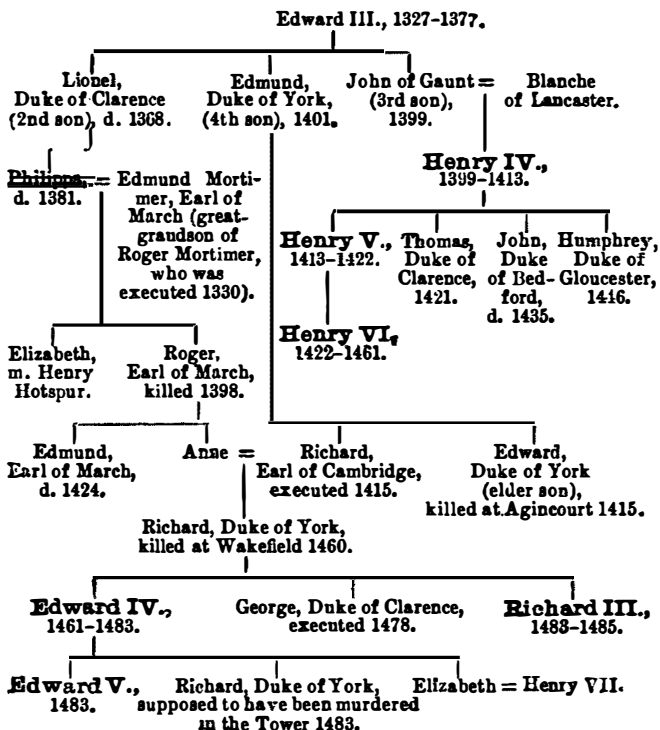 Edward III., 1327-1377.
Lionel,
Duke of Clarence
(2nd son), d. 1368.
Edmund,
Duke of York,
(4th son), 1401.
John of Gaunt =
(3rd son),
1399.
Blanche
of Lancaster.
Philippa, =
d. 1381.
Edmund Morti-
mer, Earl of
March (great-
grandson of
Roger Mortimer,
who was
executed 1330).
Henry IV.,
1399-1413.
Henry V.,
1413-1422.
Thomas,
Duke of
Clarence,
1421.
John,
Duke
of Bed-
ford,
d. 1435.
Humphrey,
Duke of
Gloucester,
1446.
Henry VI,
1422-1461.
Elizabeth,
m. Henry
Hotspur.
Roger,
Earl of March,
killed 1398.
Edmund,
Earl of March,
d. 1424.
Anne =
Richard,
Earl of Cambridge,
executed 1415.
Edward,
Duke of York
(elder son),
killed at Agincourt 1415.
Richard, Duke of York,
killed at Wakefield 1460.
Edward IV.,
1461-1483.
George, Duke of Clarence,
executed 1478.
Richard III.,
1483-1485.
Edward V.,
1483.
Richard, Duke of York,
supposed to have been murdered
in the Tower 1483.
Elizabeth = Henry VII.